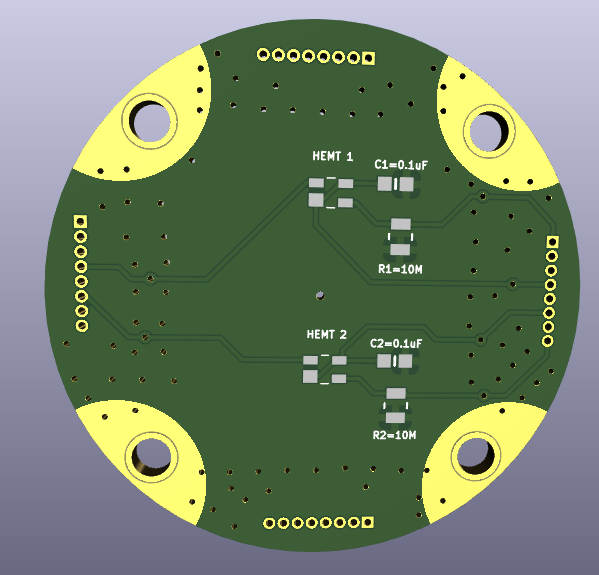 HEMT 1
C1=0.1uF
R1=10M
HEMT 2
C2=0.1uF
R2=10M